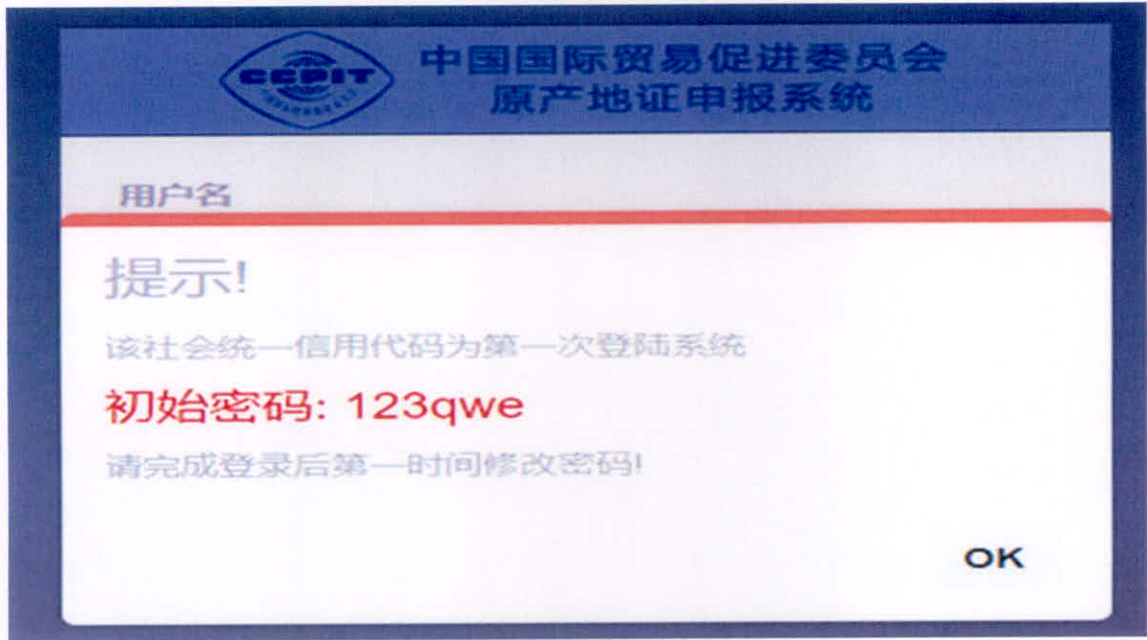 CCPIT
中国国际贸易促进委员会
原产地证申报系统
用户名
提示!
该社会统一信用代码为第一次登陆系统
初始密码: 123qwe
请完成登录后第一时间修改密码!
OK